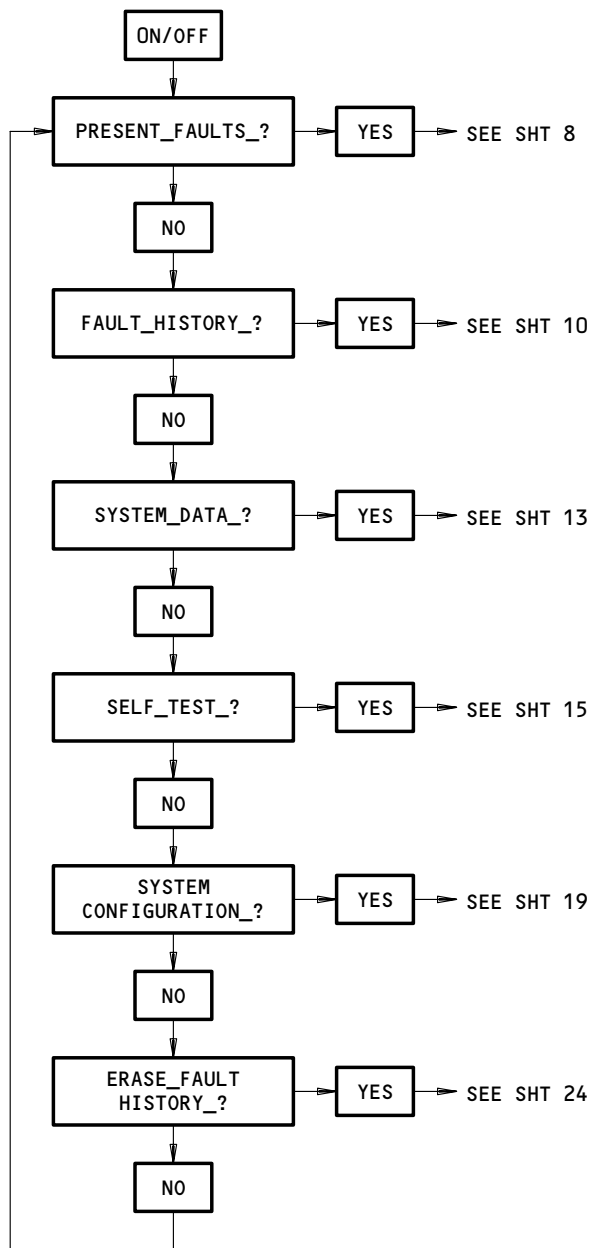 ON/OFF
PRESENT_FAULTS_?
YES
SEE SHT 8
NO
FAULT_HISTORY_?
YES
SEE SHT 10
NO
SYSTEM_DATA_?
YES
SEE SHT 13
NO
SELF_TEST_?
YES
SEE SHT 15
NO
SYSTEM
CONFIGURATION_?
YES
SEE SHT 19
NO
ERASE_FAULT
HISTORY_?
YES
SEE SHT 24
NO